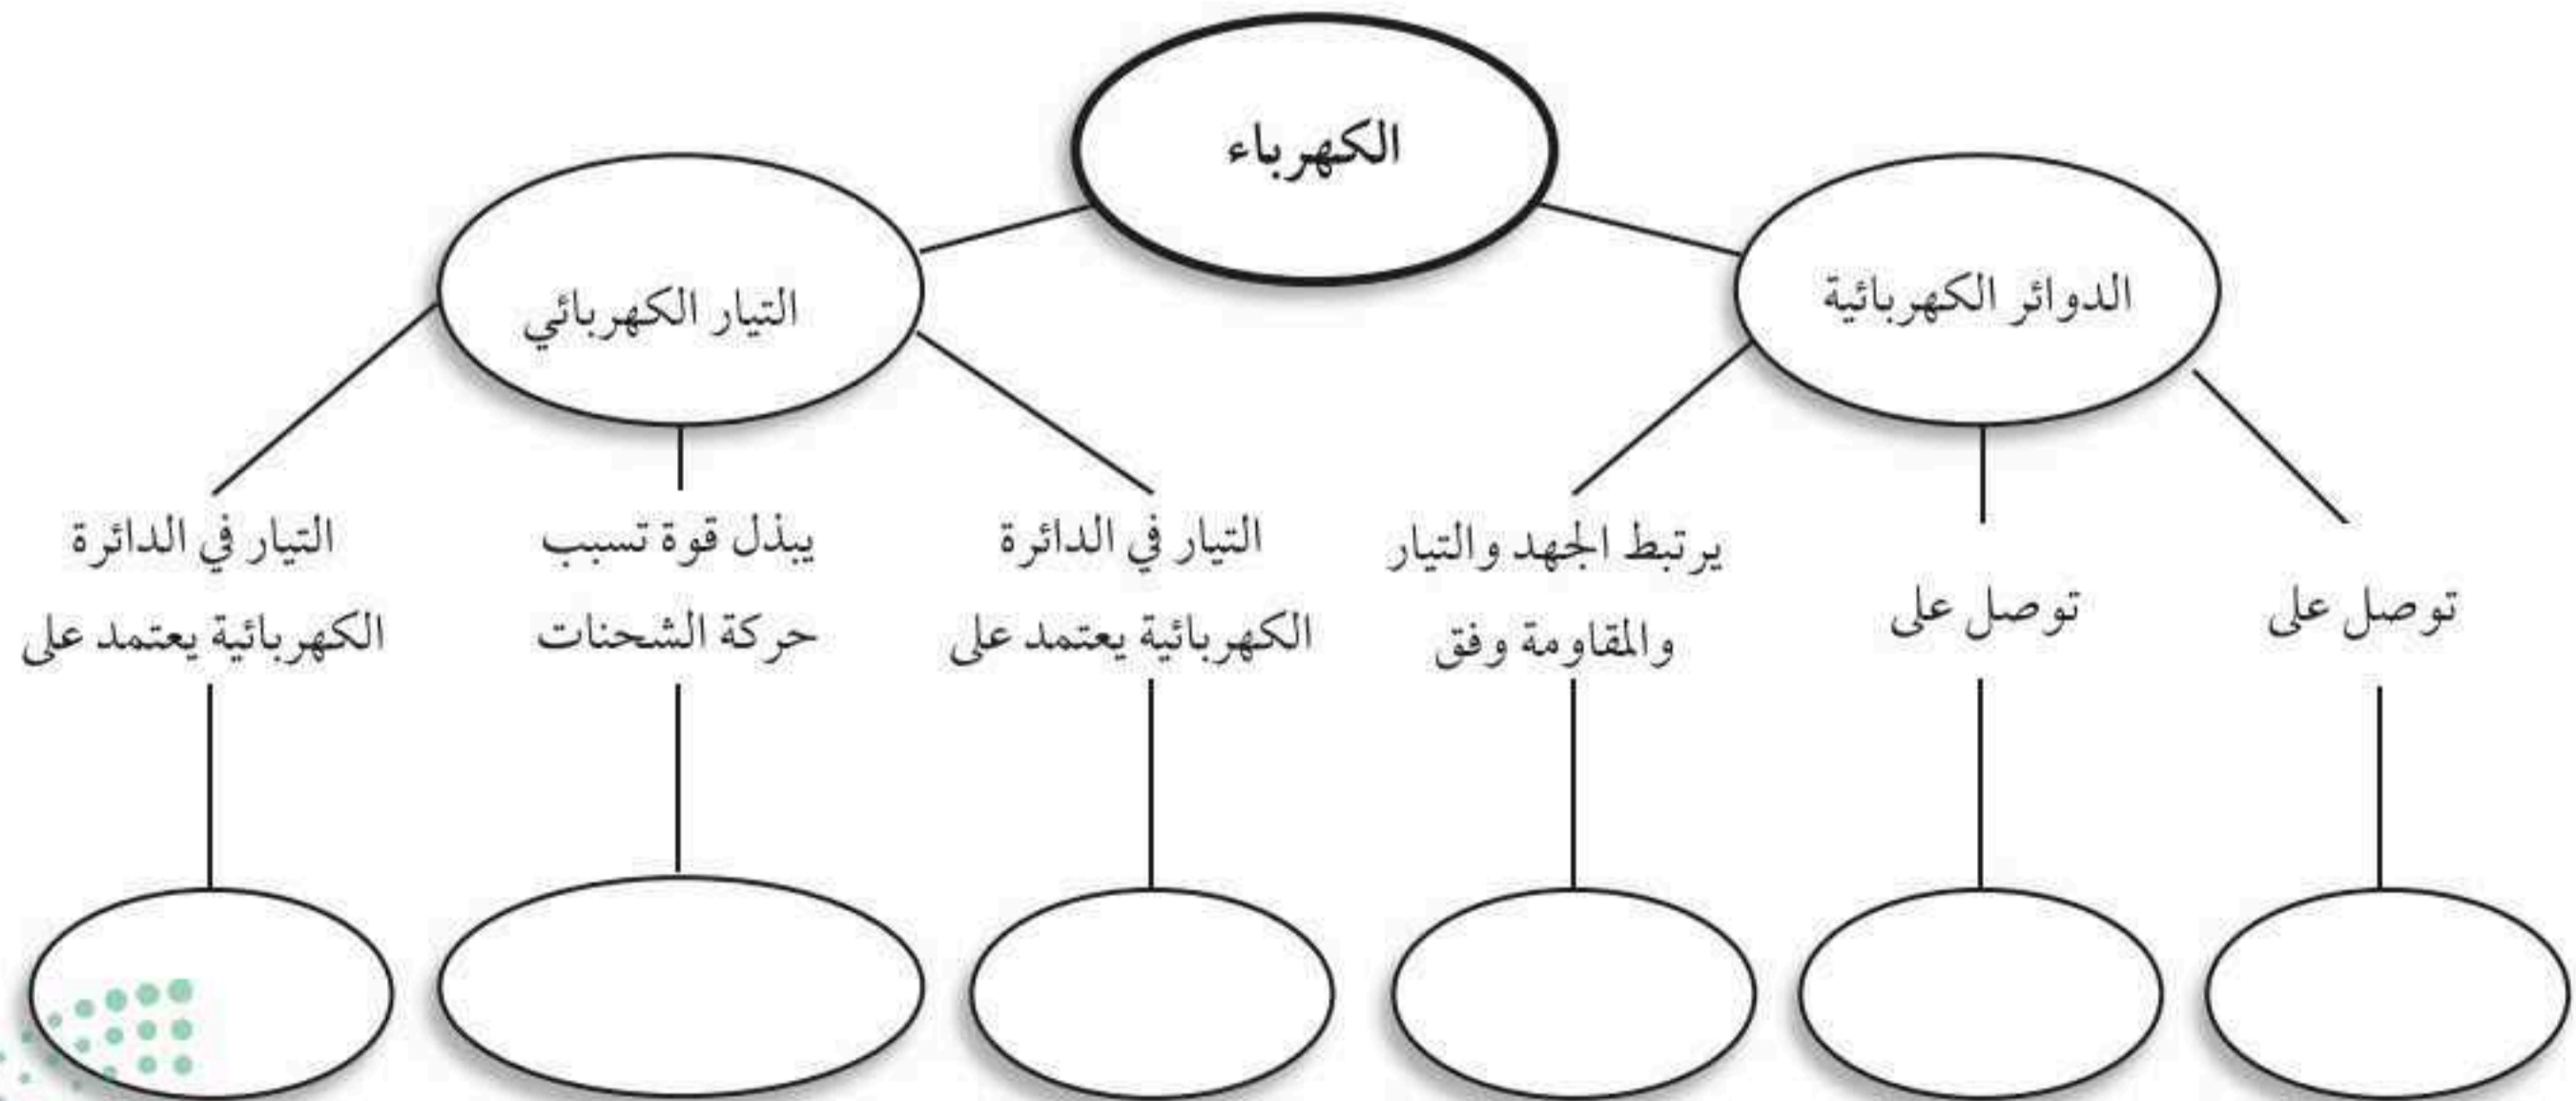 الكهرباء
الدوائر الكهربائية
التيار الكهربائي
توصل على
توصل على
يرتبط الجهد والتيار
والمقاومة وفق
التيار في الدائرة
الكهربائية يعتمد على
يبذل قوة تسبب
حركة الشحنات
التيار في الدائرة
الكهربائية يعتمد على